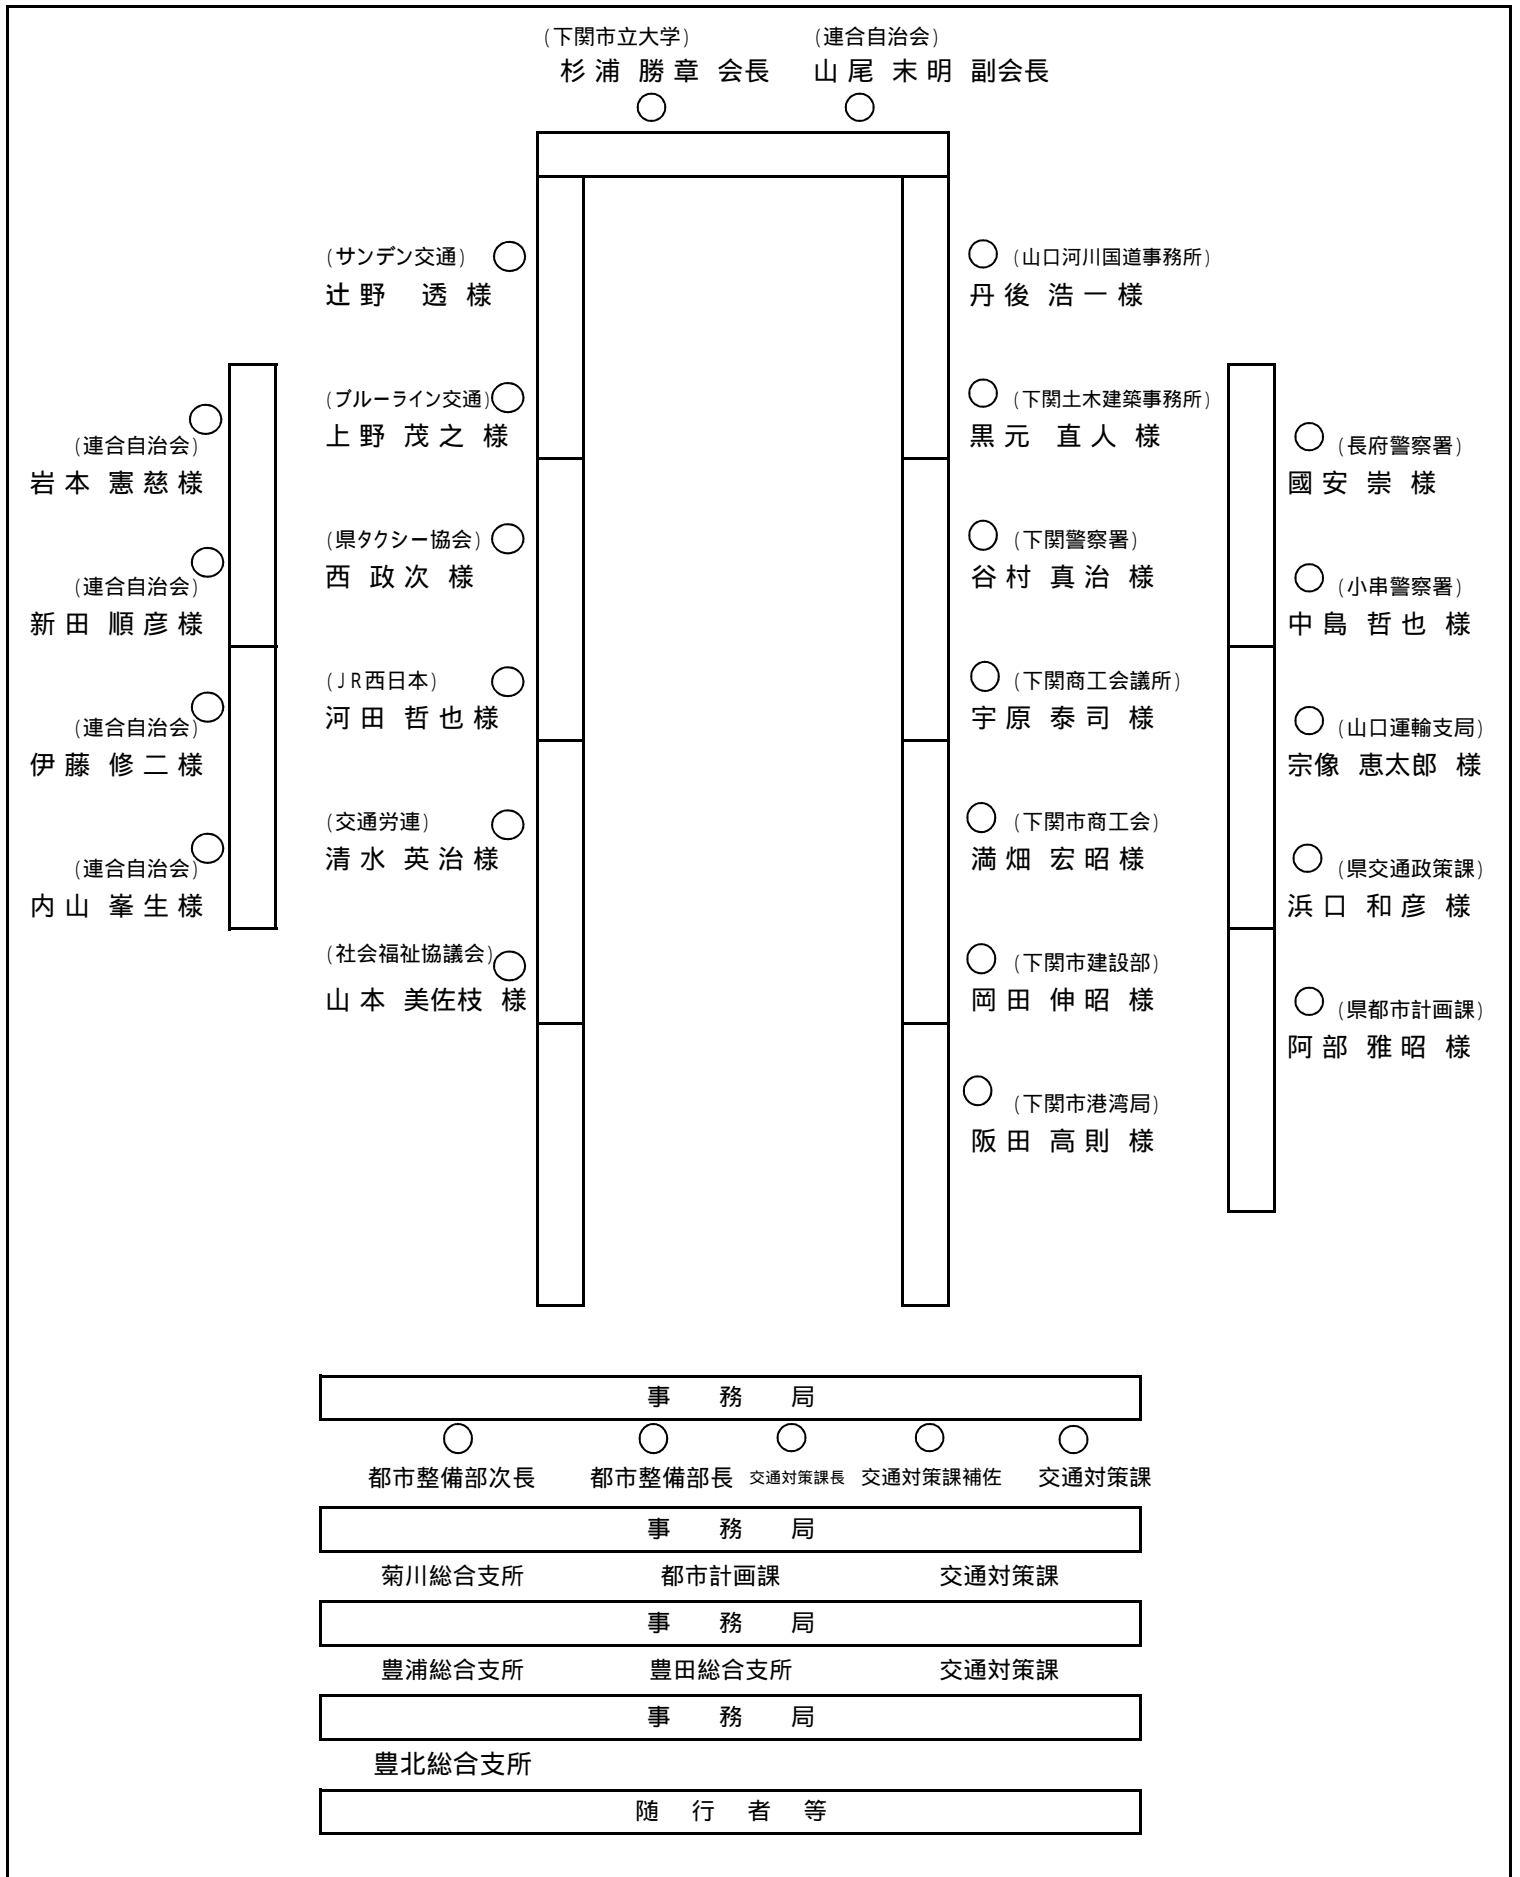 (下関市立大学)
杉浦 勝章 会長
(連合自治会)
山尾 末明 副会長
(サンデン交通)
辻野 透 様
(ブルーライン交通)
上野 茂之 様
(県タクシー協会)
西 政次 様
(JR西日本)
河田 哲也様
(交通労連)
清水 英治様
(社会福祉協議会)
山本 美佐枝 様
(山口河川国道事務所)
丹後 浩一様
(下関土木建築事務所)
黒元 直人 様
(下関警察署)
谷村 真治 様
(下関商工会議所)
宇原 泰司 様
(下関市商工会)
満畑 宏昭様
(下関市建設部)
岡田 伸昭 様
(下関市港湾局)
阪田 高則 様
(連合自治会)
岩本 憲慈様
(連合自治会)
新田 順彦様
(連合自治会)
伊藤 修二様
(連合自治会)
内山 峯生様
(長府警察署)
國安 崇 様
(小串警察署)
中島 哲也 様
(山口運輸支局)
宗像 恵太郎 様
(県交通政策課)
浜口 和彦 様
(県都市計画課)
阿部 雅昭 様
事 務 局
都市整備部次長 都市整備部長 交通対策課長 交通対策課補佐 交通対策課
事 務 局
菊川総合支所 都市計画課 交通対策課
事 務 局
豊浦総合支所 豊田総合支所 交通対策課
事 務 局
豊北総合支所
随 行 者 等